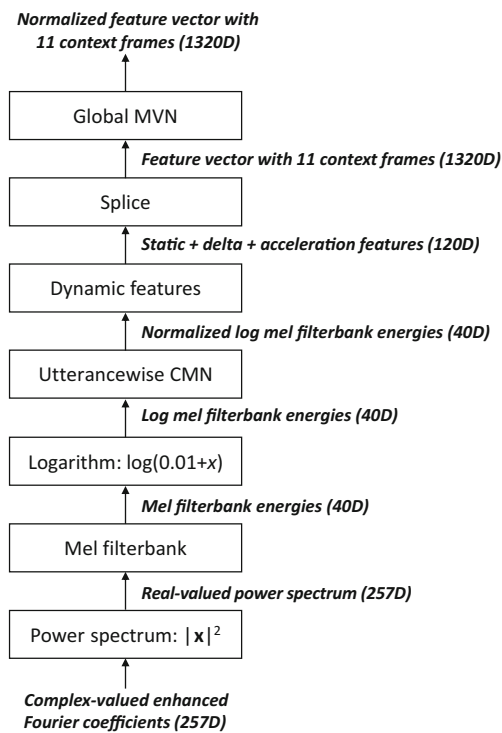 Normalized feature vector with
11 context frames (1320D)
Global MVN
Feature vector with 11 context frames (1320D)
Splice
Static + delta + acceleration features (120D)
Dynamic features
Normalized log mel filterbank energies (40D)
Utterancewise CMN
Log mel filterbank energies (40D)
Logarithm: log(0.01+x)
Mel filterbank energies (40D)
Mel filterbank
Real-valued power spectrum (257D)
Power spectrum: |x|²
Complex-valued enhanced
Fourier coefficients (257D)